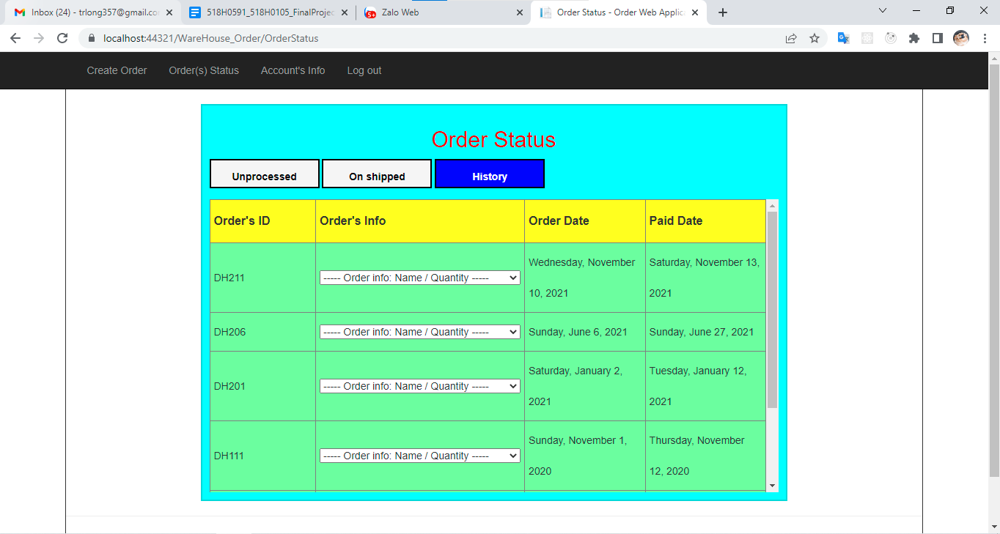 Inbox (24) - trlong357@gmail.co
518H0591_518H0105_FinalProjec
Zalo Web
Order Status - Order Web Applica
localhost:44321/WareHouse_Order/OrderStatus
Create Order Order(s) Status Account's Info Log out
Order Status
Unprocessed On shipped History
Order's ID Order's Info Order Date Paid Date
DH211 ----- Order info: Name / Quantity ----- Wednesday, November Saturday, November 13,
10, 2021 2021
DH206 ----- Order info: Name / Quantity ----- Sunday, June 6, 2021 Sunday, June 27, 2021
DH201 ----- Order info: Name / Quantity ----- Saturday, January 2, Tuesday, January 12,
2021 2021
DH111 ----- Order info: Name / Quantity ----- Sunday, November 1, Thursday, November
2020 12, 2020